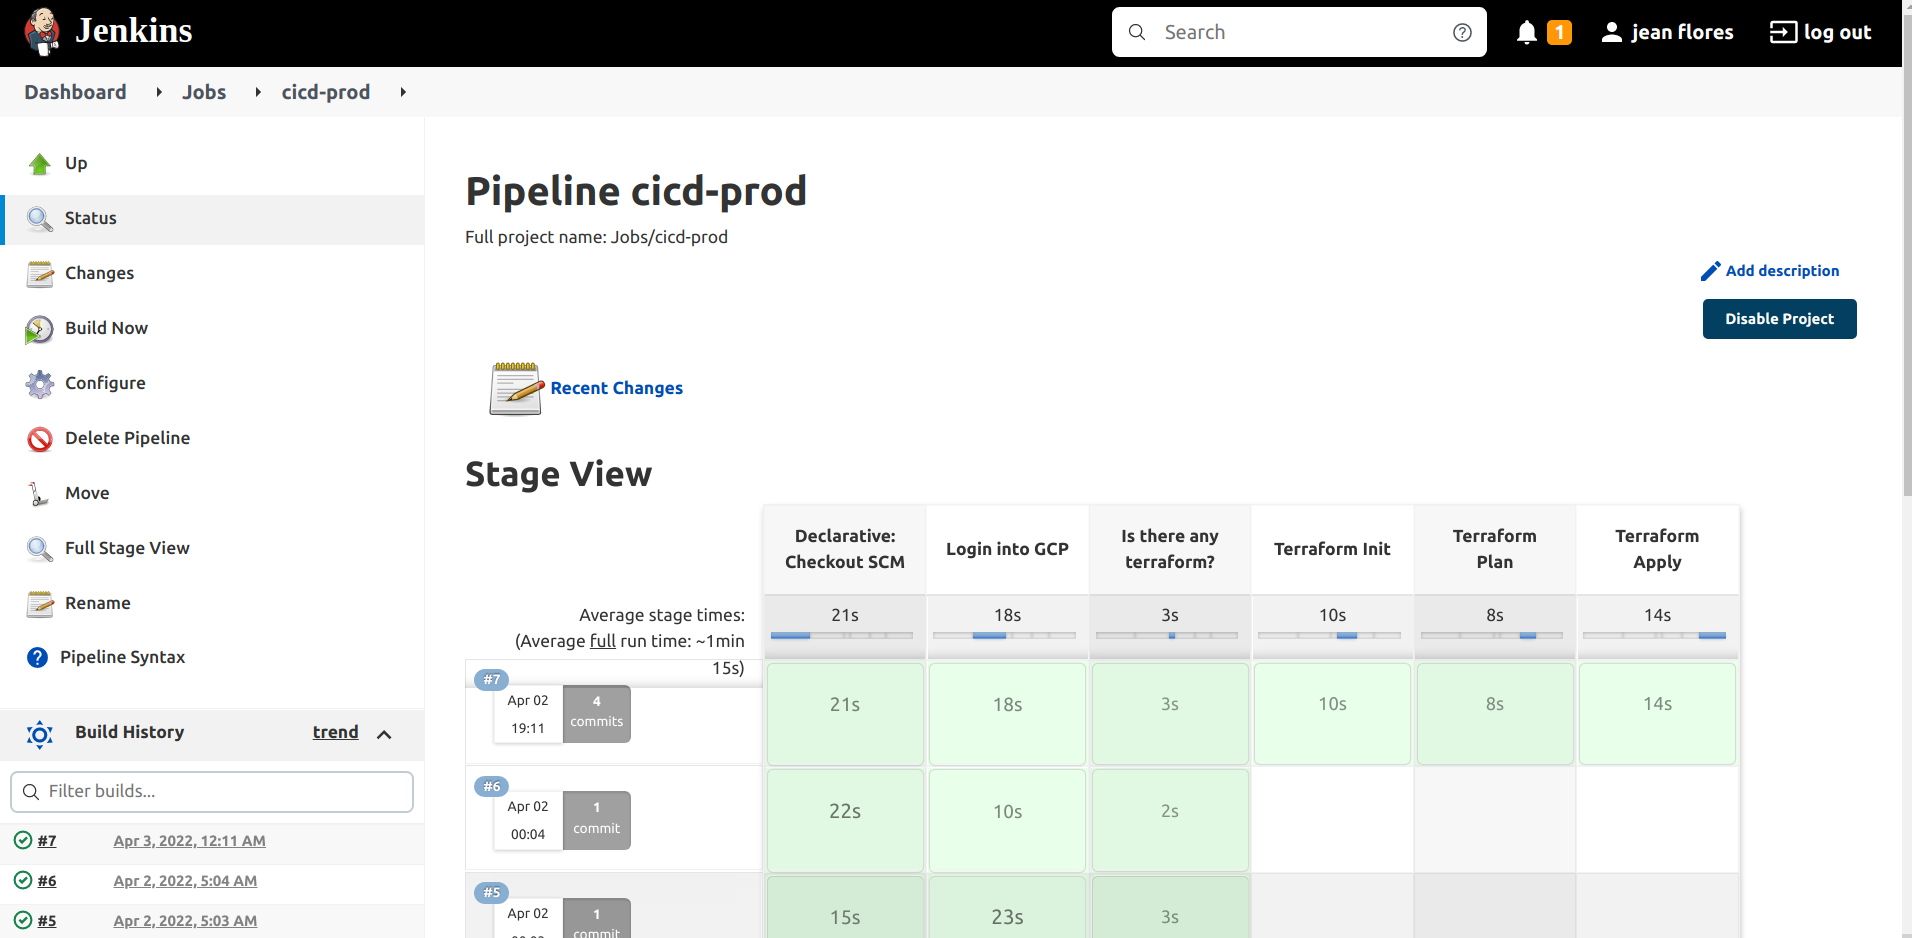 Jenkins
Search
1
jean flores
log out
Dashboard
Jobs
cicd-prod
Up
Status
Changes
Build Now
Configure
Delete Pipeline
Move
Full Stage View
Rename
Pipeline Syntax
Build History
trend
Filter builds...
#7 Apr 3, 2022, 12:11 AM
#6 Apr 2, 2022, 5:04 AM
#5 Apr 2, 2022, 5:03 AM
Pipeline cicd-prod
Full project name: Jobs/cicd-prod
Add description
Disable Project
Recent Changes
Stage View
Declarative:
Checkout SCM
Login into GCP
Is there any
terraform?
Terraform Init
Terraform
Plan
Terraform
Apply
Average stage times:
(Average full run time: ~1min
15s)
21s 18s 3s 10s 8s 14s
#7
Apr 02
19:11
4
commits
21s 18s 3s 10s 8s 14s
#6
Apr 02
00:04
1
commit
22s 10s 2s
#5
Apr 02
1
commit
15s 23s 3s